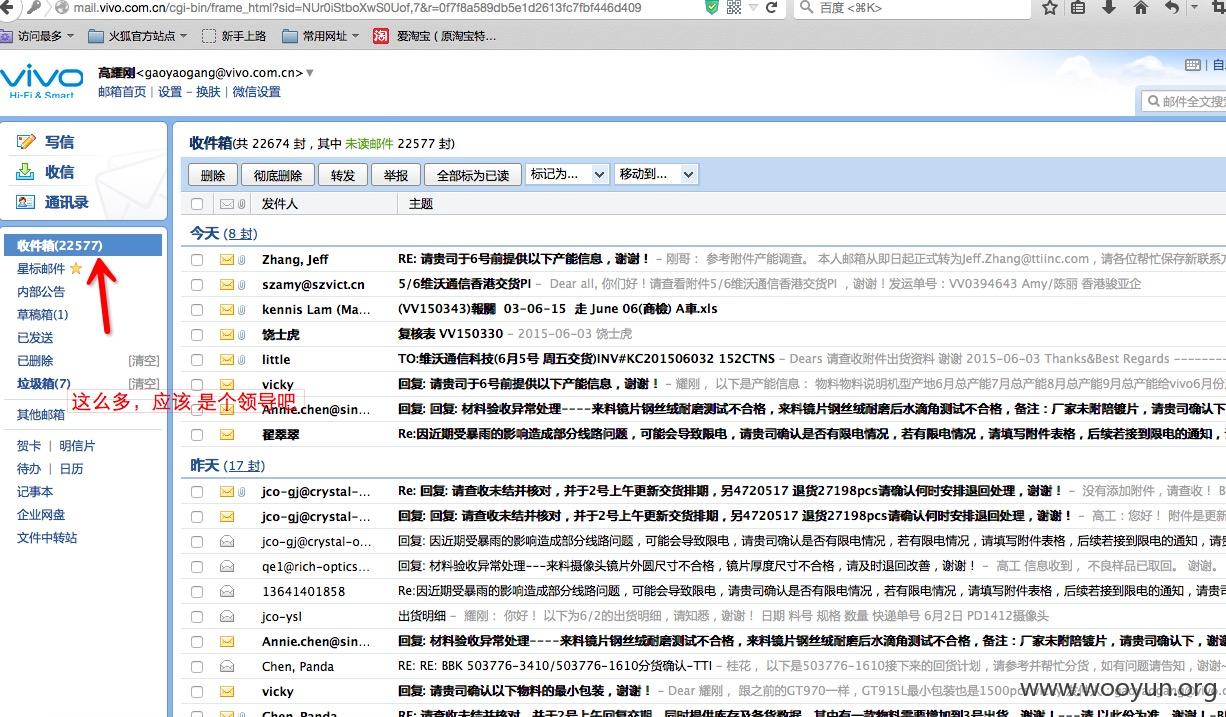 mail.vivo.com.cn/cgi-bin/frame_html?sid=NUr0iStboXwS0Uof,7&r=0f7f8a589db5e1d2613fc7fbf446d409
百度 <⌘K>
访问最多 火狐官方站点 新手上路 常用网址 淘 爱淘宝（原淘宝特...
vivo
Hi-Fi & Smart
高耀刚<gaoyaogang@vivo.com.cn>
邮箱首页 | 设置 - 换肤 | 微信设置
邮件全文搜
写信
收信
通讯录
收件箱(22577)
星标邮件
内部公告
草稿箱(1)
已发送
已删除 [清空]
垃圾箱(7) [清空]
其他邮箱
这么多，应该是个领导吧
贺卡 | 明信片
待办 | 日历
记事本
企业网盘
文件中转站
收件箱(共 22674 封，其中 未读邮件 22577 封)
删除 彻底删除 转发 举报 全部标为已读 标记为... 移动到...
发件人 主题
今天 (8 封)
Zhang, Jeff RE: 请贵司于6号前提供以下产能信息，谢谢！ - 刚哥： 参考附件产能调查。 本人邮箱从即日起正式转为Jeff.Zhang@ttiinc.com，请各位帮忙保存新联系方
szamy@szvict.cn 5/6维沃通信香港交货PI - Dear all, 你们好！请查看附件5/6维沃通信香港交货PI ，谢谢！发运单号：VV0394643 Amy/陈丽 香港骏亚企
kennis Lam (Ma... (VV150343)報關 03-06-15 走 June 06(商檢) A車.xls
饶士虎 复核表 VV150330 - 2015-06-03 饶士虎
little TO:维沃通信科技(6月5号 周五交货)INV#KC201506032 152CTNS - Dears 请查收附件出货资料 谢谢 2015-06-03 Thanks&Best Regards -------
vicky 回复: 请贵司于6号前提供以下产能信息，谢谢！ - 耀刚， 以下是产能信息： 物料物料说明机型产地6月总产能7月总产能8月总产能9月总产能给vivo6月份
Annie.chen@sin... 回复: 回复: 材料验收异常处理----来料镜片钢丝绒耐磨测试不合格，来料镜片钢丝绒耐磨后水滴角测试不合格，备注：厂家未附陪镀片，请贵司确认下，谢
翟翠翠 Re:因近期受暴雨的影响造成部分线路问题，可能会导致限电，请贵司确认是否有限电情况，若有限电情况，请填写附件表格，后续若接到限电的通知，
昨天 (17 封)
jco-gj@crystal-... Re: 回复: 请查收未结并核对，并于2号上午更新交货排期，另4720517 退货27198pcs请确认何时安排退回处理，谢谢！ - 没有添加附件，请查收！ B
jco-gj@crystal-... 回复: 回复: 请查收未结并核对，并于2号上午更新交货排期，另4720517 退货27198pcs请确认何时安排退回处理，谢谢！ - 高工：您好！ 附件是更新
jco-gj@crystal-o... 回复: 因近期受暴雨的影响造成部分线路问题，可能会导致限电，请贵司确认是否有限电情况，若有限电情况，请填写附件表格，后续若接到限电的通知，请
qe1@rich-optics... 回复: 材料验收异常处理---来料摄像头镜片外圆尺寸不合格，镜片厚度尺寸不合格，请及时退回改善，谢谢！ - 高工 信息收到， 不良样品已取回。 谢谢。
13641401858 Re:因近期受暴雨的影响造成部分线路问题，可能会导致限电，请贵司确认是否有限电情况，若有限电情况，请填写附件表格，后续若接到限电的通知，请
jco-ysl 出货明细 - 耀刚： 你好！ 以下为6/2的出货明细，请知悉，谢谢！ 日期 料号 规格 数量 快递单号 6月2日 PD1412摄像头
Annie.chen@sin... 回复: 材料验收异常处理----来料镜片钢丝绒耐磨测试不合格，来料镜片钢丝绒耐磨后水滴角测试不合格，备注：厂家未附陪镀片，请贵司确认下，谢
Chen, Panda RE: RE: BBK 503776-3410/503776-1610分货确认-TTI - 桂花， 以下是503776-1610接下来的回货计划，请参考并帮忙分货，如有问题请告知，谢谢~
vicky 回复: 请贵司确认以下物料的最小包装，谢谢！ - Dear 耀刚， 跟之前的GT970一样，GT915L最小包装也是1500pc
www.wooyun.org
Chen, Panda